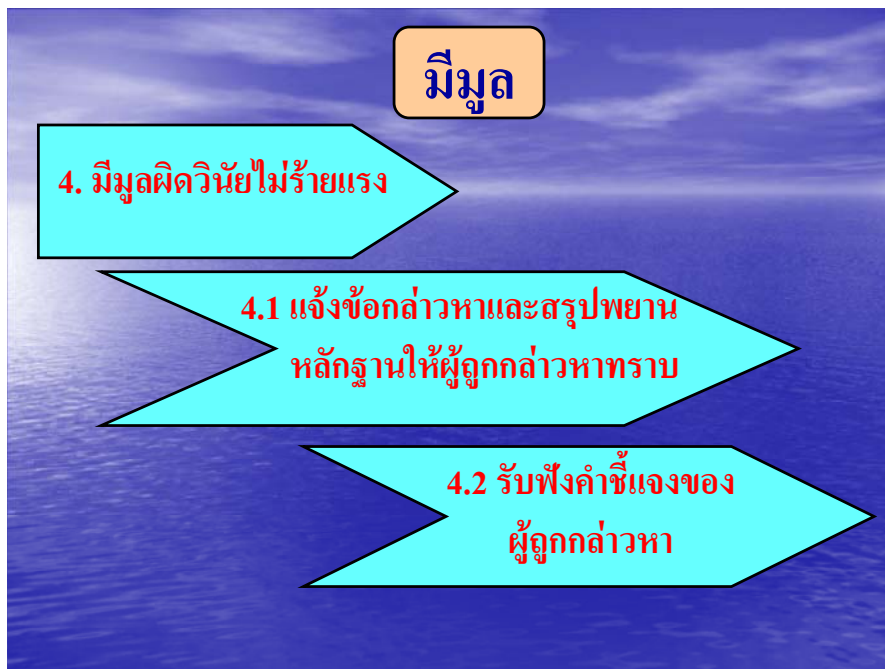 มีมูล
4. มีมูลผิดวินัยไม่ร้ายแรง
4.1 แจ้งข้อกล่าวหาและสรุปพยาน
หลักฐานให้ผู้ถูกกล่าวหาทราบ
4.2 รับฟังคำชี้แจงของ
ผู้ถูกกล่าวหา